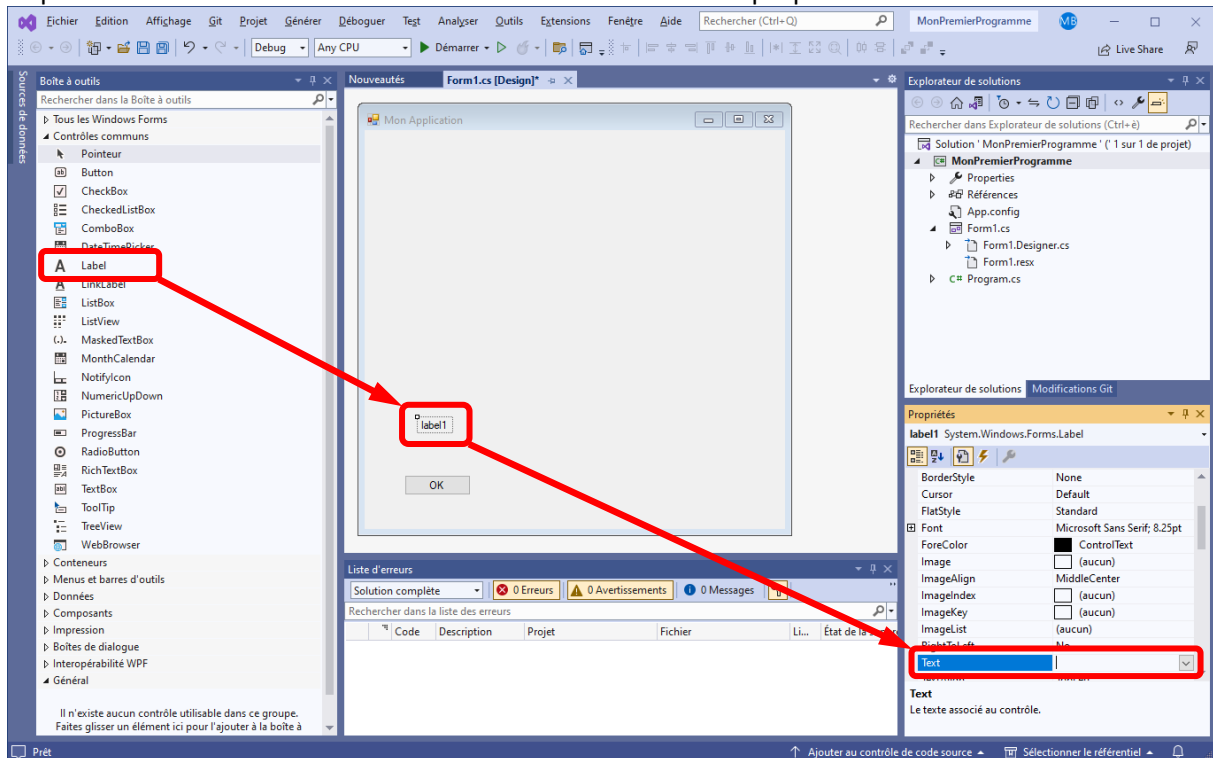 Fichier Edition Affichage Git Projet Générer Déboguer Test Analyser Outils Extensions Fenêtre Aide Rechercher (Ctrl+Q) MonPremierProgramme MB
Debug Any CPU Démarrer Live Share
Sources de données
Boîte à outils
Rechercher dans la Boîte à outils
Tous les Windows Forms
Contrôles communs
Pointeur
Button
CheckBox
CheckedListBox
ComboBox
DateTimePicker
Label
LinkLabel
ListBox
ListView
MaskedTextBox
MonthCalendar
NotifyIcon
NumericUpDown
PictureBox
ProgressBar
RadioButton
RichTextBox
TextBox
ToolTip
TreeView
WebBrowser
Conteneurs
Menus et barres d'outils
Données
Composants
Impression
Boîtes de dialogue
Interopérabilité WPF
Général
Il n'existe aucun contrôle utilisable dans ce groupe.
Faites glisser un élément ici pour l'ajouter à la boîte à
Nouveautés Form1.cs [Design]*
Mon Application
label1
OK
Liste d'erreurs
Solution complète 0 Erreurs 0 Avertissements 0 Messages
Rechercher dans la liste des erreurs
Code Description Projet Fichier Li... État de la
Explorateur de solutions
Rechercher dans Explorateur de solutions (Ctrl+è)
Solution ' MonPremierProgramme ' (' 1 sur 1 de projet)
MonPremierProgramme
Properties
Références
App.config
Form1.cs
Form1.Designer.cs
Form1.resx
C# Program.cs
Explorateur de solutions Modifications Git
Propriétés
label1 System.Windows.Forms.Label
BorderStyle None
Cursor Default
FlatStyle Standard
Font Microsoft Sans Serif; 8.25pt
ForeColor ControlText
Image (aucun)
ImageAlign MiddleCenter
ImageIndex (aucun)
ImageKey (aucun)
ImageList (aucun)
RightToLeft No
Text
Text
Le texte associé au contrôle.
Prêt Ajouter au contrôle de code source Sélectionner le référentiel